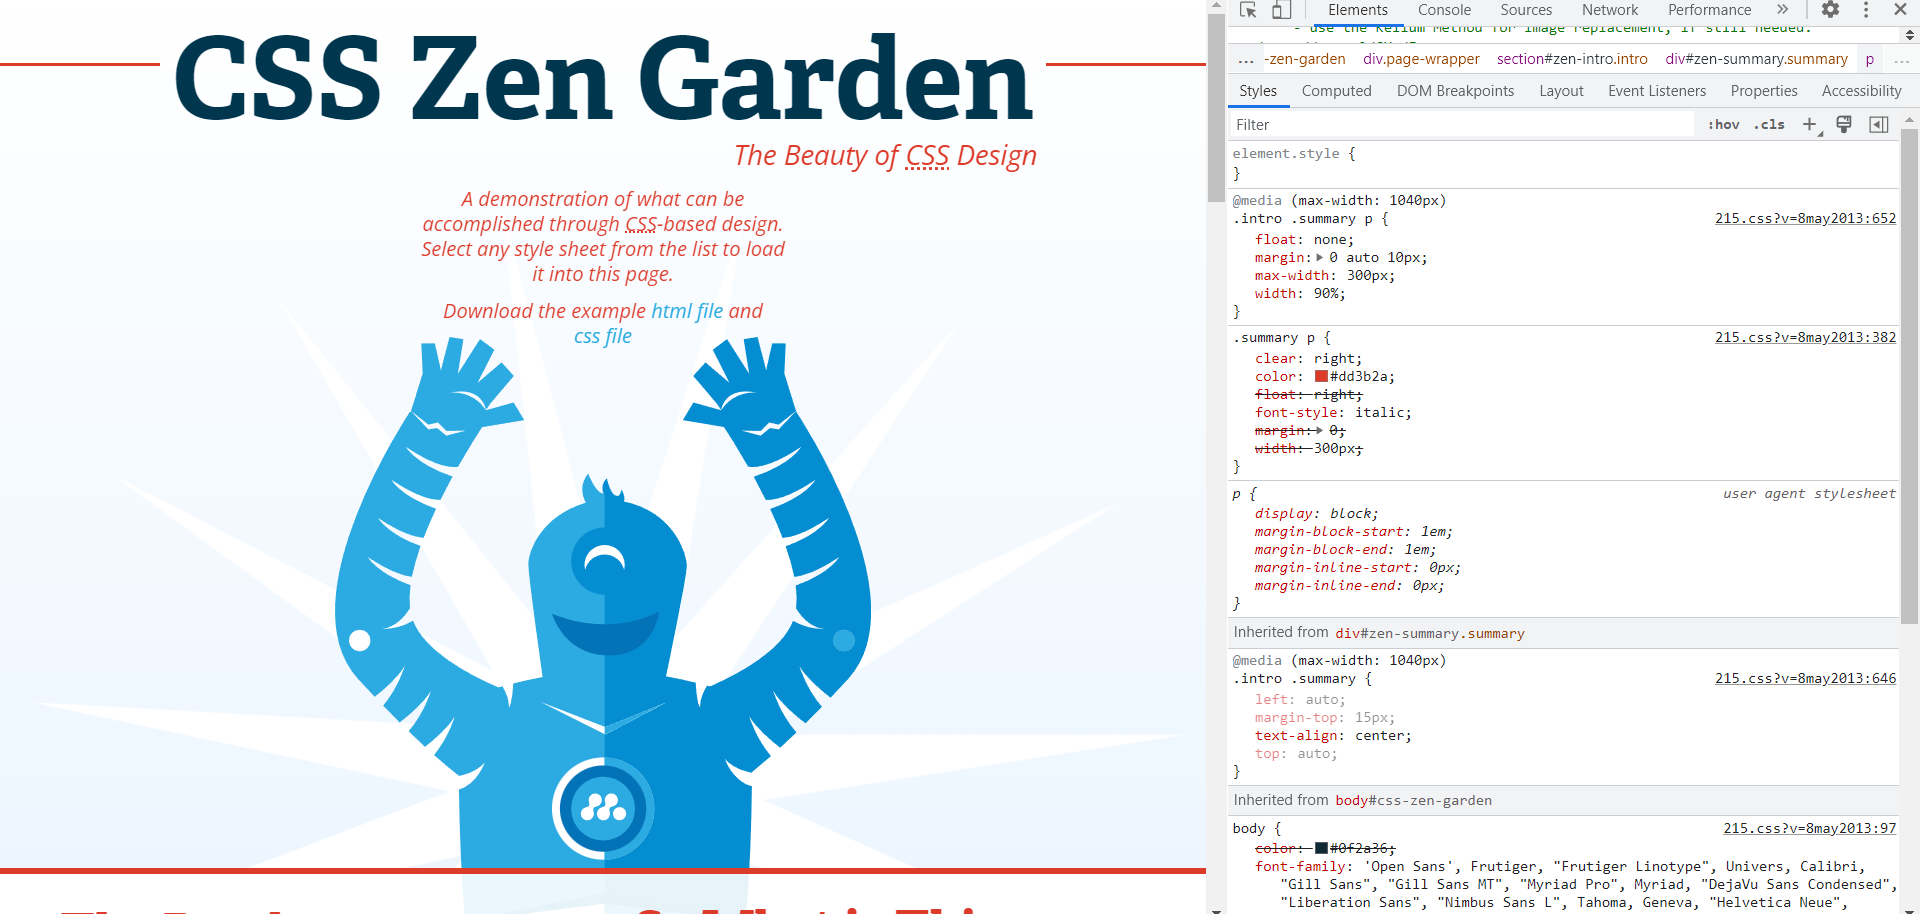 CSS Zen Garden
The Beauty of CSS Design
A demonstration of what can be
accomplished through CSS-based design.
Select any style sheet from the list to load
it into this page.
Download the example html file and
css file
Elements Console Sources Network Performance »
- Use the Kellum Method for image replacement, if still needed.
... -zen-garden div.page-wrapper section#zen-intro.intro div#zen-summary.summary p ...
Styles Computed DOM Breakpoints Layout Event Listeners Properties Accessibility
Filter :hov .cls +
element.style {
}
@media (max-width: 1040px)
.intro .summary p { 215.css?v=8may2013:652
float: none;
margin: 0 auto 10px;
max-width: 300px;
width: 90%;
}
.summary p { 215.css?v=8may2013:382
clear: right;
color: #dd3b2a;
float: right;
font-style: italic;
margin: 0;
width: 300px;
}
p { user agent stylesheet
display: block;
margin-block-start: 1em;
margin-block-end: 1em;
margin-inline-start: 0px;
margin-inline-end: 0px;
}
Inherited from div#zen-summary.summary
@media (max-width: 1040px)
.intro .summary { 215.css?v=8may2013:646
left: auto;
margin-top: 15px;
text-align: center;
top: auto;
}
Inherited from body#css-zen-garden
body { 215.css?v=8may2013:97
color: #0f2a36;
font-family: 'Open Sans', Frutiger, "Frutiger Linotype", Univers, Calibri,
"Gill Sans", "Gill Sans MT", "Myriad Pro", Myriad, "DejaVu Sans Condensed",
"Liberation Sans", "Nimbus Sans L", Tahoma, Geneva, "Helvetica Neue",